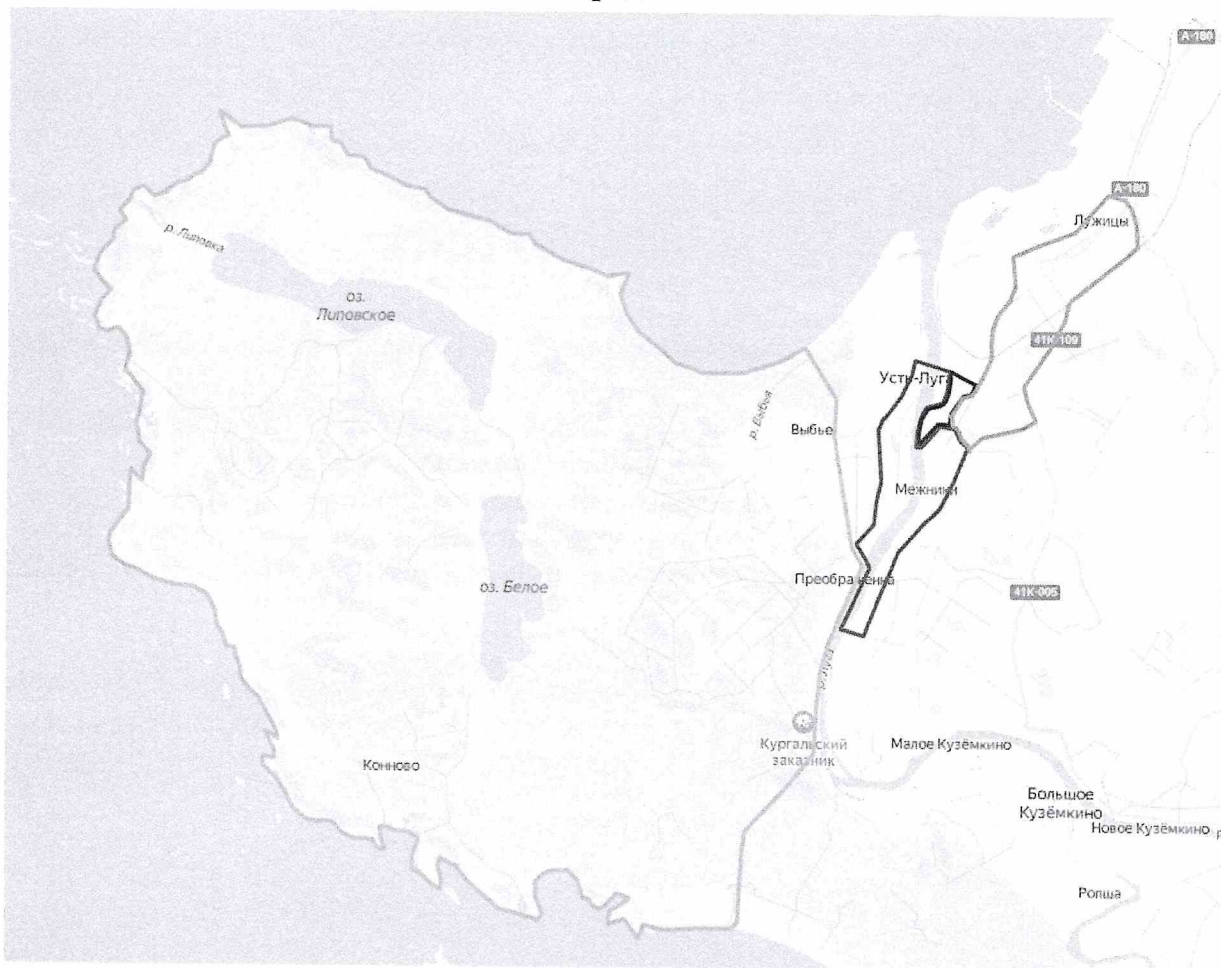 А-180
А-180
Лужицы
р. Липовка
оз.
Липовское
41К-109
Усть-Луга
р. Выбья
Выбье
Межники
оз. Белое
Преображенка
41К-005
р. Луга
Кургальский
заказник
Малое Кузёмкино
Конново
Большое
Кузёмкино
Новое Кузёмкино
р
Ропша